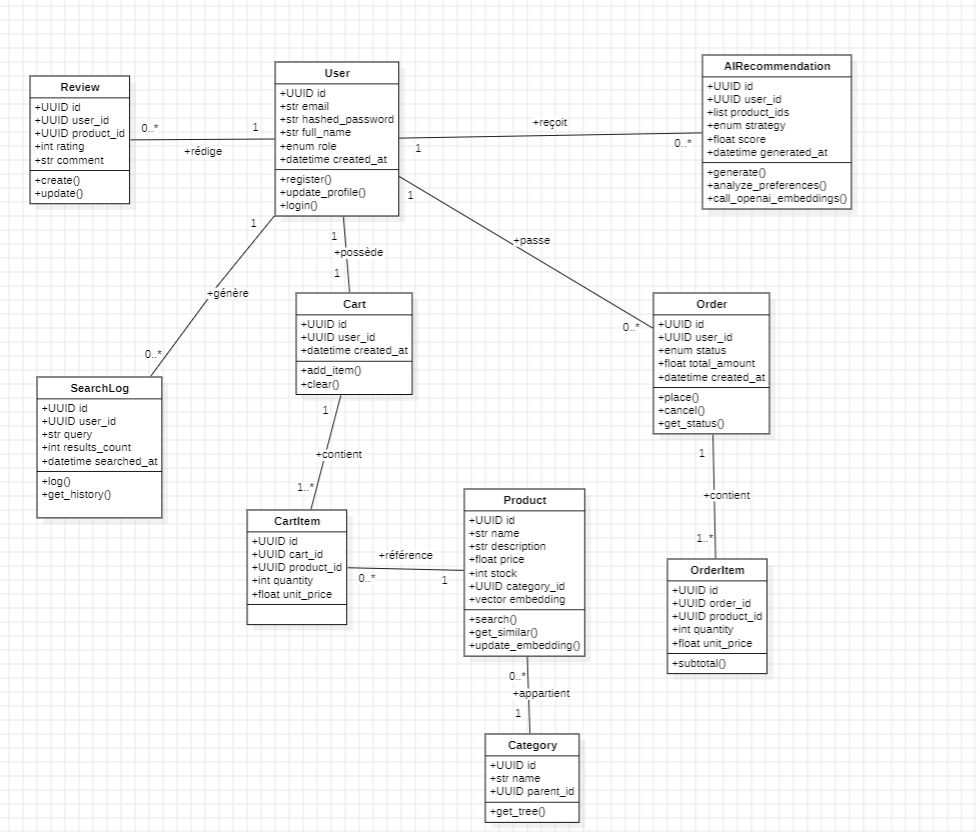 Review
+UUID id
+UUID user_id
+UUID product_id
+int rating
+str comment
+create()
+update()
0..*
1
+rédige
User
+UUID id
+str email
+str hashed_password
+str full_name
+enum role
+datetime created_at
+register()
+update_profile()
+login()
+reçoit
1
0..*
AIRecommendation
+UUID id
+UUID user_id
+list product_ids
+enum strategy
+float score
+datetime generated_at
+generate()
+analyze_preferences()
+call_openai_embeddings()
1
+génère
0..*
1
+possède
1
1
+passe
0..*
SearchLog
+UUID id
+UUID user_id
+str query
+int results_count
+datetime searched_at
+log()
+get_history()
Cart
+UUID id
+UUID user_id
+datetime created_at
+add_item()
+clear()
Order
+UUID id
+UUID user_id
+enum status
+float total_amount
+datetime created_at
+place()
+cancel()
+get_status()
1
+contient
1..*
1
+contient
1..*
CartItem
+UUID id
+UUID cart_id
+UUID product_id
+int quantity
+float unit_price
+référence
0..*
1
Product
+UUID id
+str name
+str description
+float price
+int stock
+UUID category_id
+vector embedding
+search()
+get_similar()
+update_embedding()
OrderItem
+UUID id
+UUID order_id
+UUID product_id
+int quantity
+float unit_price
+subtotal()
0..*
+appartient
1
Category
+UUID id
+str name
+UUID parent_id
+get_tree()